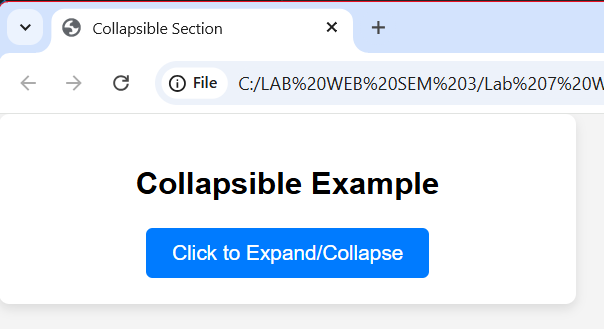 Collapsible Section
File C:/LAB%20WEB%20SEM%203/Lab%207%20W
Collapsible Example
Click to Expand/Collapse